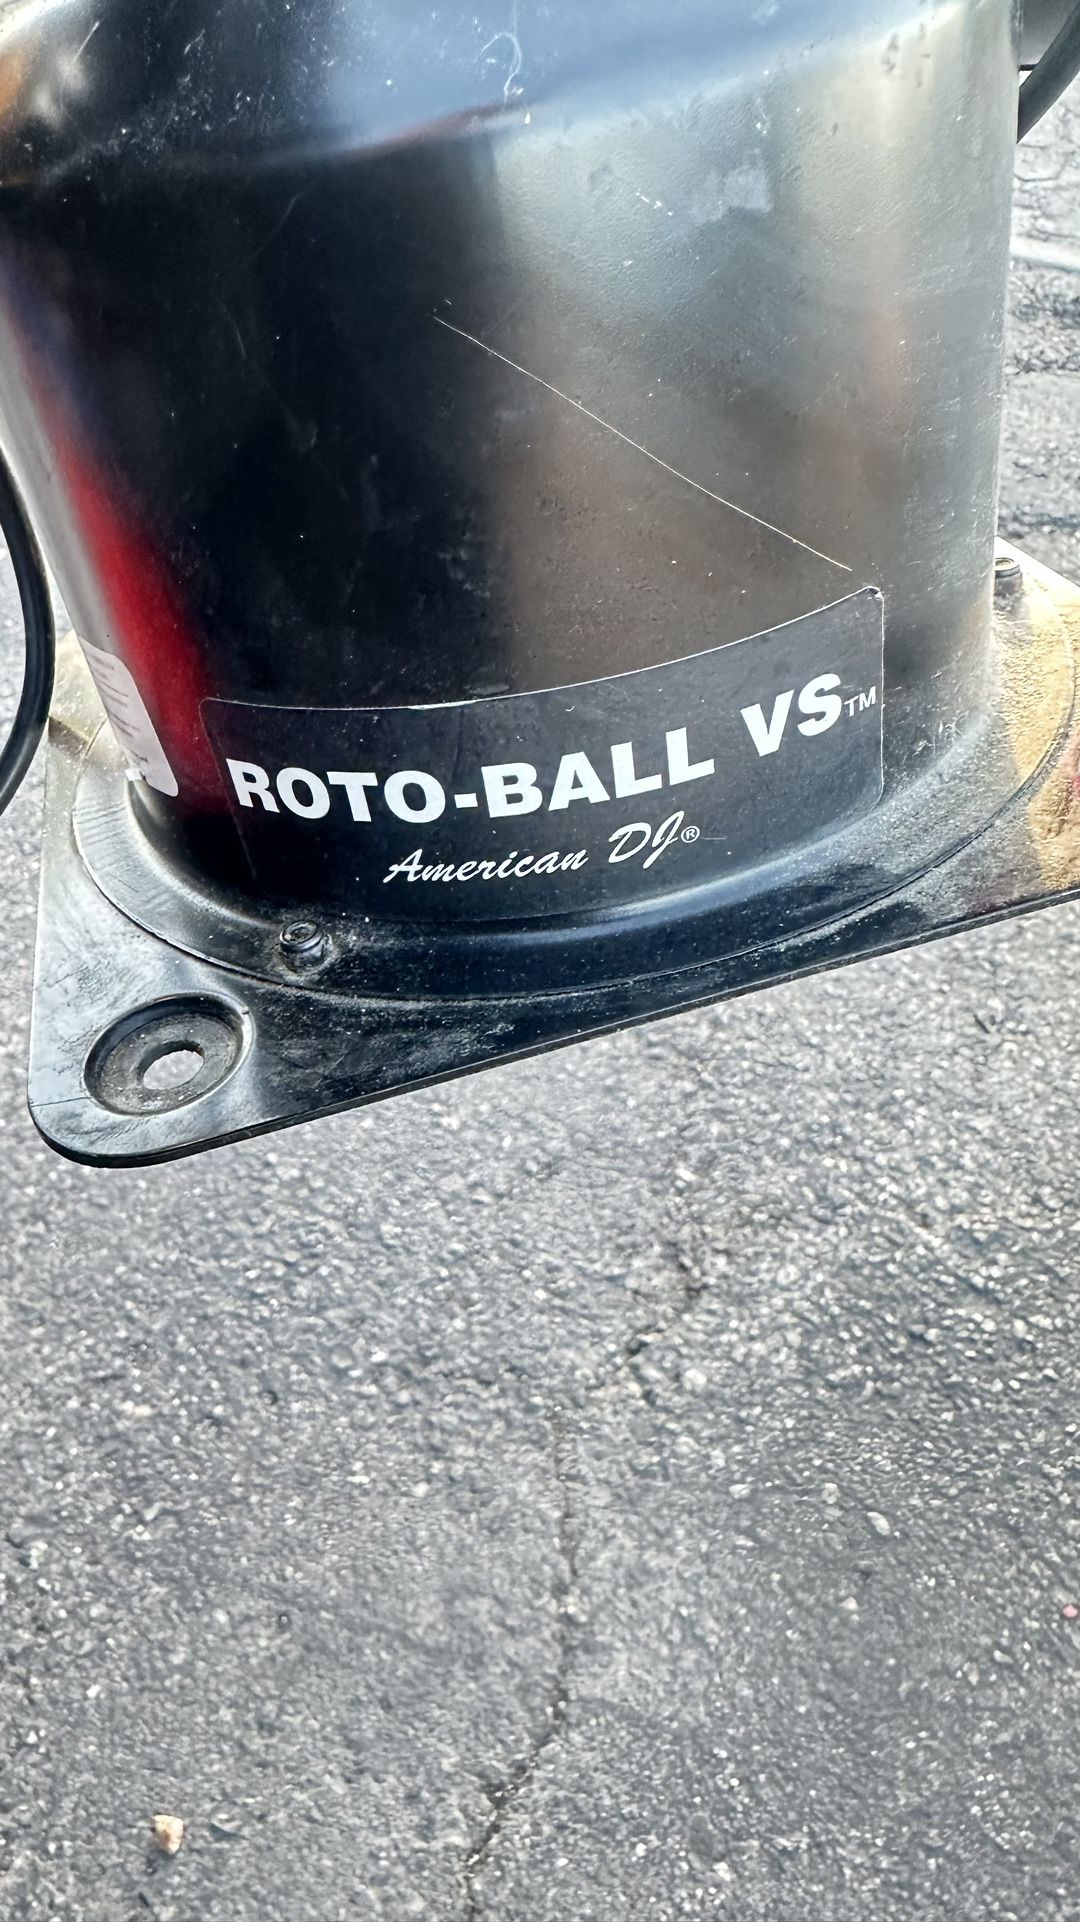 ROTO-BALL VS™
American DJ®